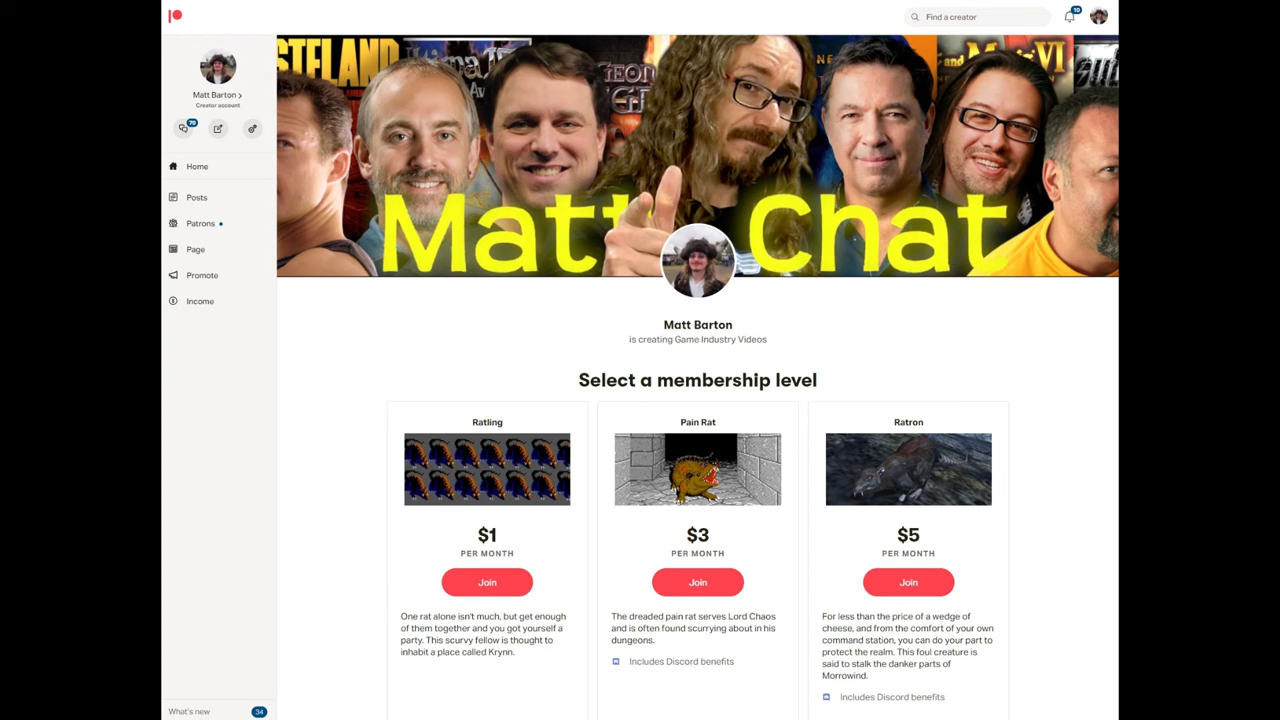 Find a creator
10
Matt Barton
Creator account
70
Home
Posts
Patrons
Page
Promote
Income
What's new
34
STELAND
and Magic VI
Matt Chat
Matt Barton
is creating Game Industry Videos
Select a membership level
Ratling
$1
PER MONTH
Join
One rat alone isn't much, but get enough
of them together and you got yourself a
party. This scurvy fellow is thought to
inhabit a place called Krynn.
Pain Rat
$3
PER MONTH
Join
The dreaded pain rat serves Lord Chaos
and is often found scurrying about in his
dungeons.
Includes Discord benefits
Ratron
$5
PER MONTH
Join
For less than the price of a wedge of
cheese, and from the comfort of your own
command station, you can do your part to
protect the realm. This foul creature is
said to stalk the danker parts of
Morrowind.
Includes Discord benefits